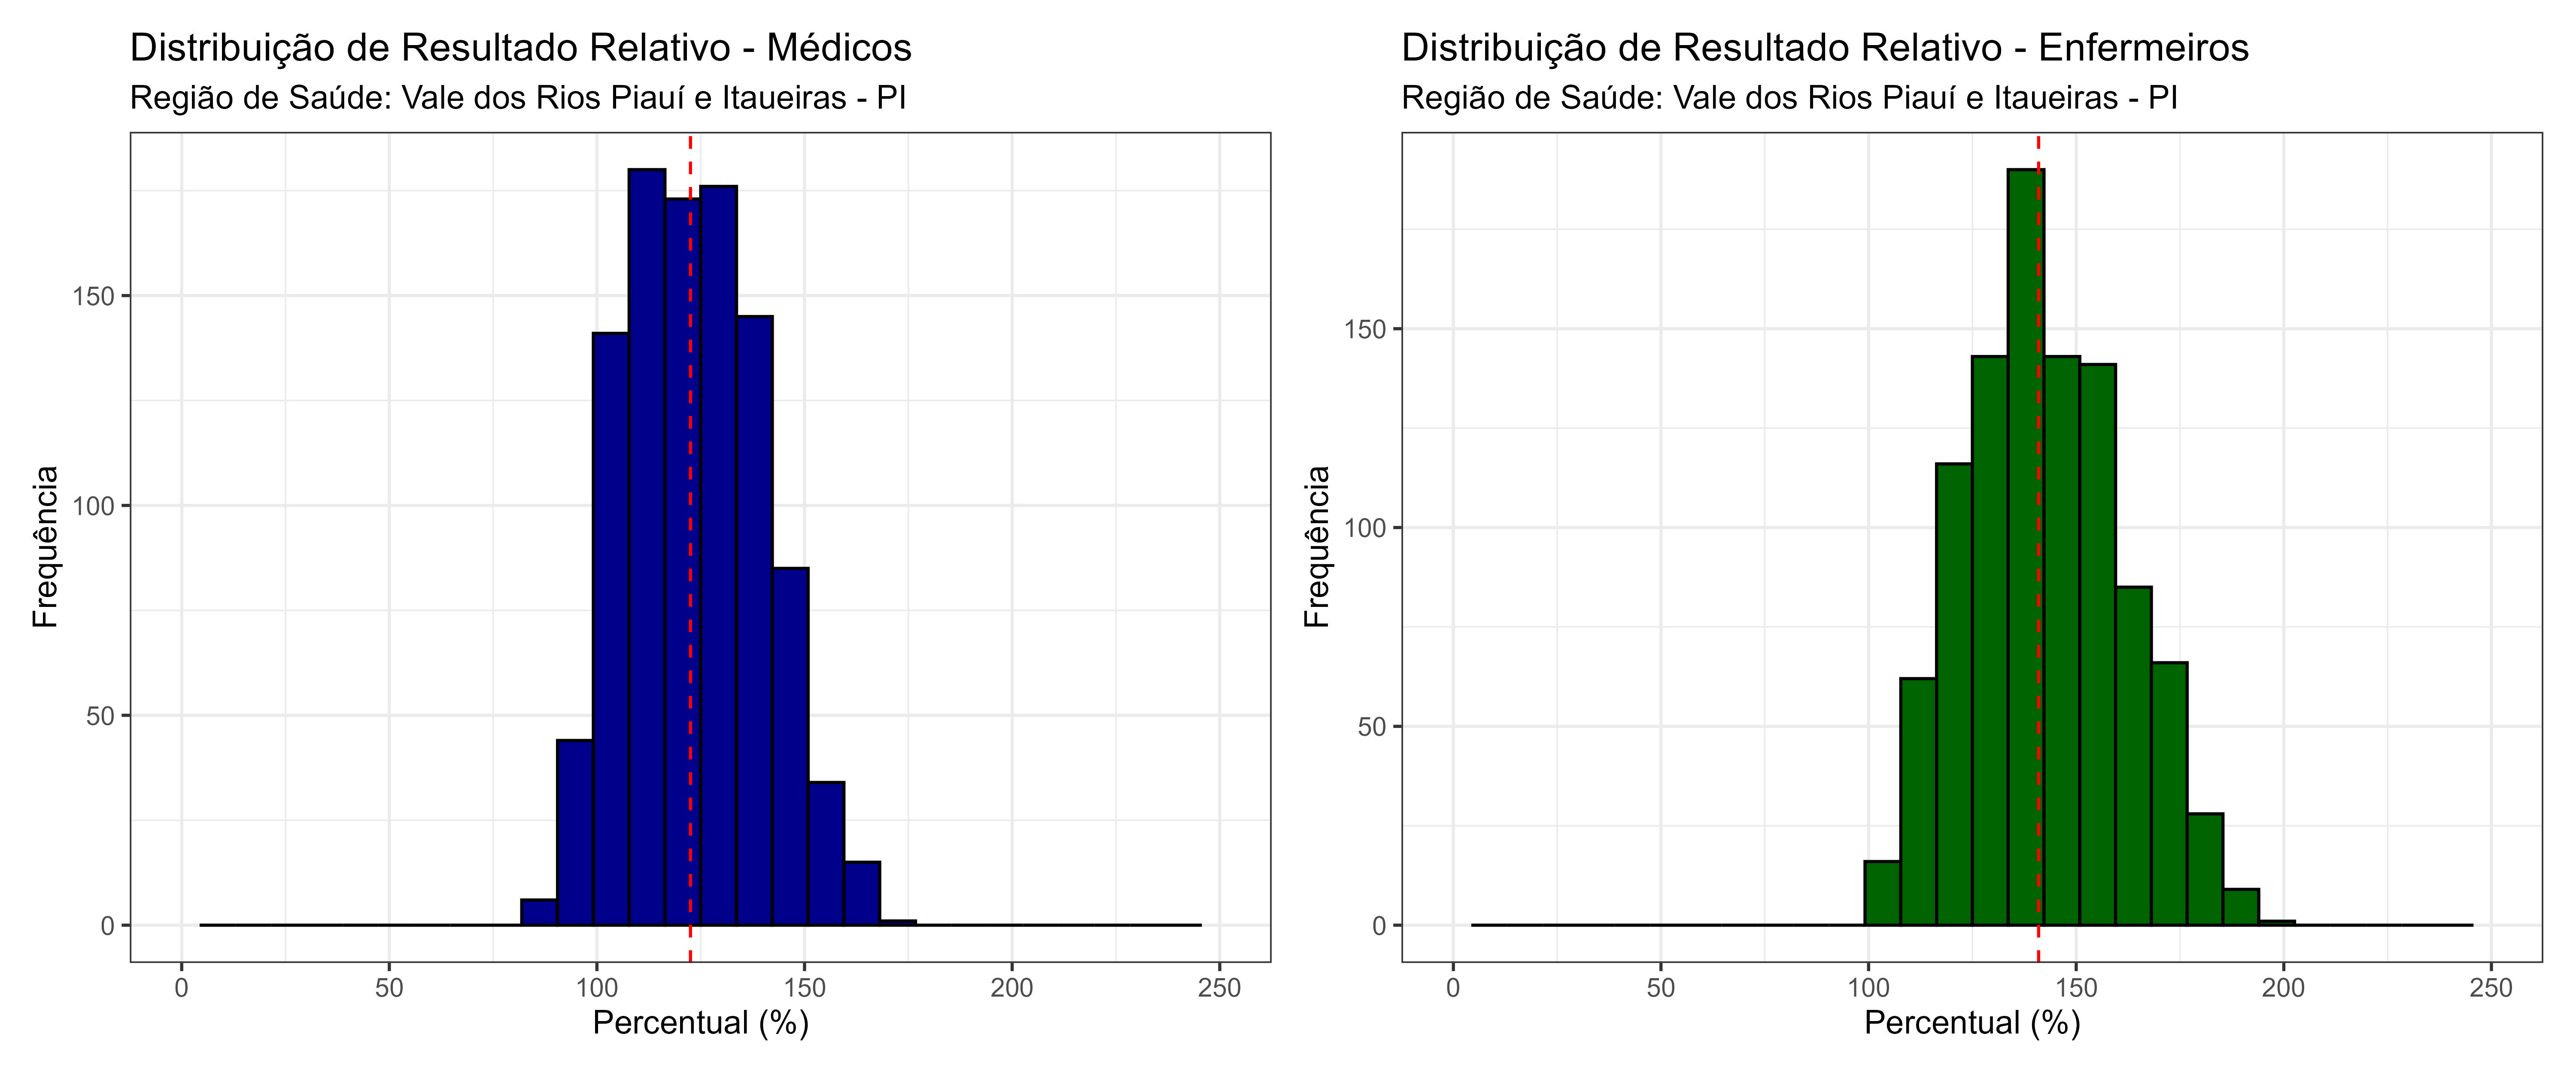 Distribuição de Resultado Relativo - Médicos
Região de Saúde: Vale dos Rios Piauí e Itaueiras - PI
150
100
50
0
Frequência
0 50 100 150 200 250
Percentual (%)
Distribuição de Resultado Relativo - Enfermeiros
Região de Saúde: Vale dos Rios Piauí e Itaueiras - PI
150
100
50
0
Frequência
0 50 100 150 200 250
Percentual (%)